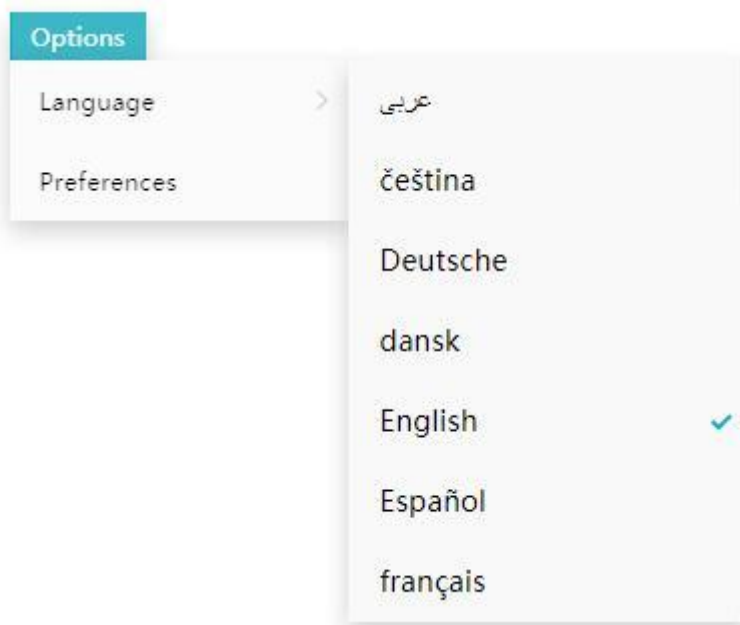 Options
Language
Preferences
عربى
čeština
Deutsche
dansk
English
Español
français